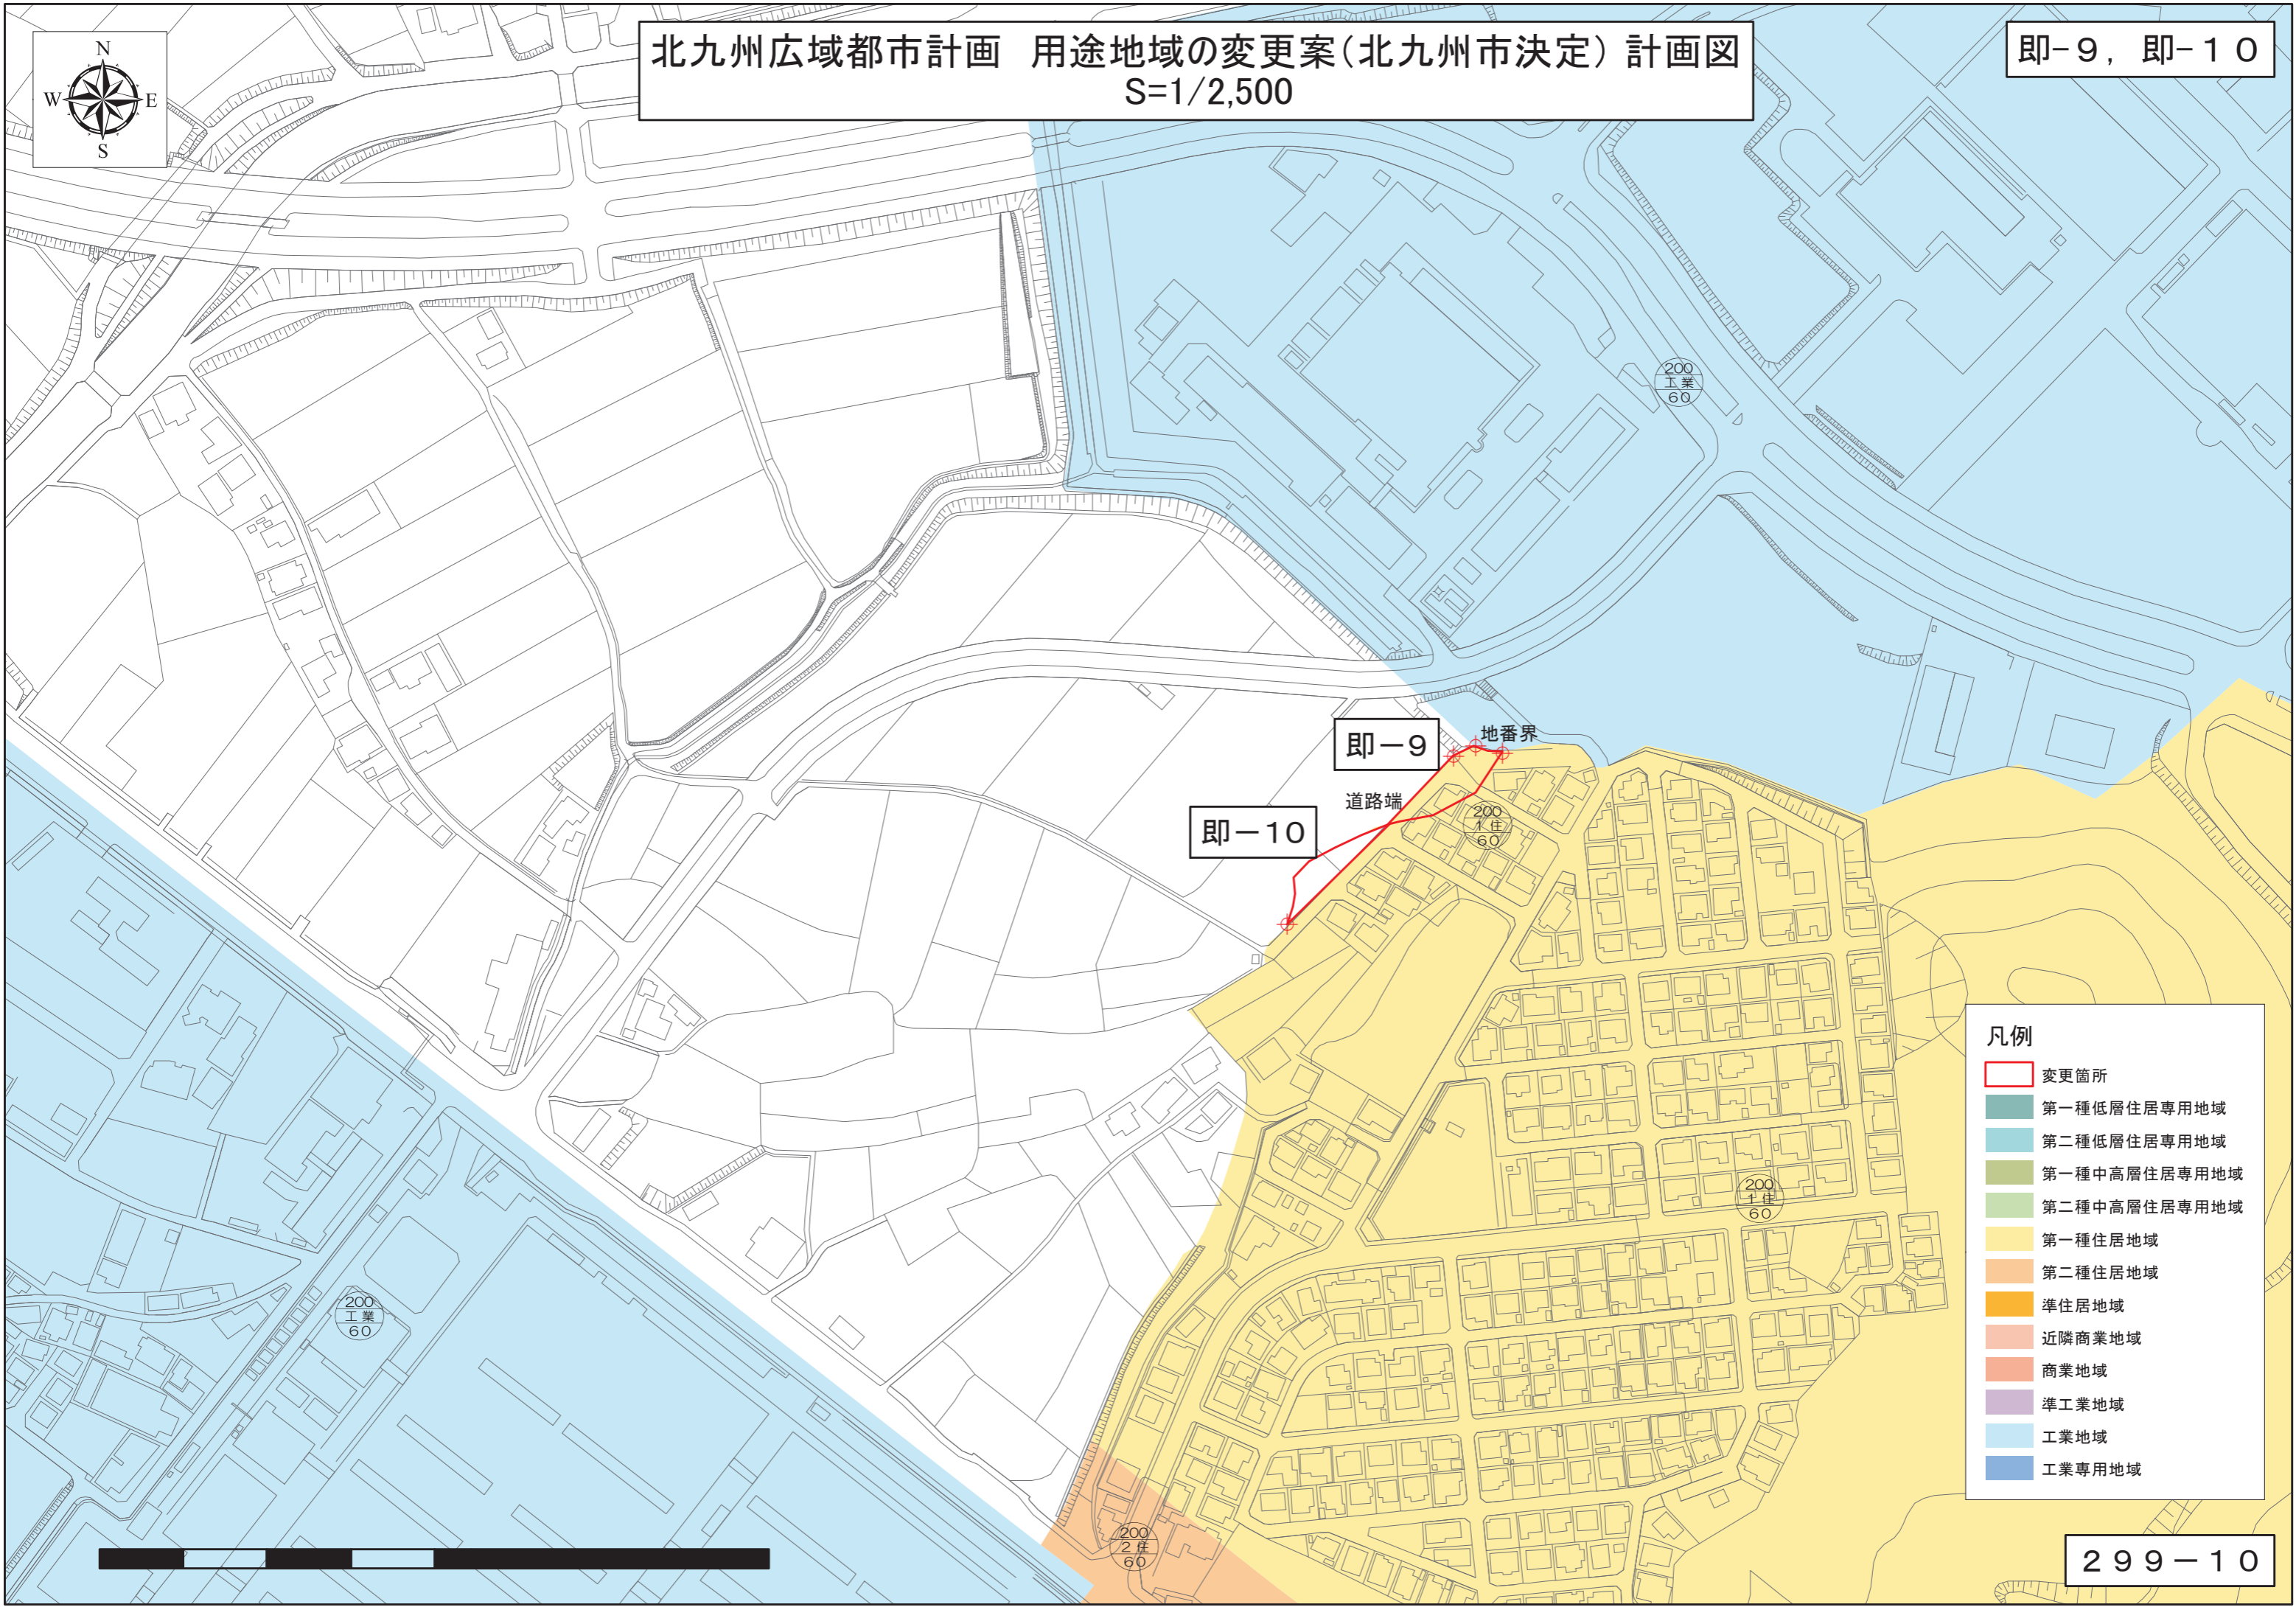 北九州広域都市計画 用途地域の変更案(北九州市決定) 計画図
S=1/2,500
即-9, 即-10
N
W
E
S
200
工業
60
即-9
地番界
道路端
即-10
200
1住
60
200
1住
60
200
工業
60
200
2住
60
凡例
変更箇所
第一種低層住居専用地域
第二種低層住居専用地域
第一種中高層住居専用地域
第二種中高層住居専用地域
第一種住居地域
第二種住居地域
準住居地域
近隣商業地域
商業地域
準工業地域
工業地域
工業専用地域
299-10